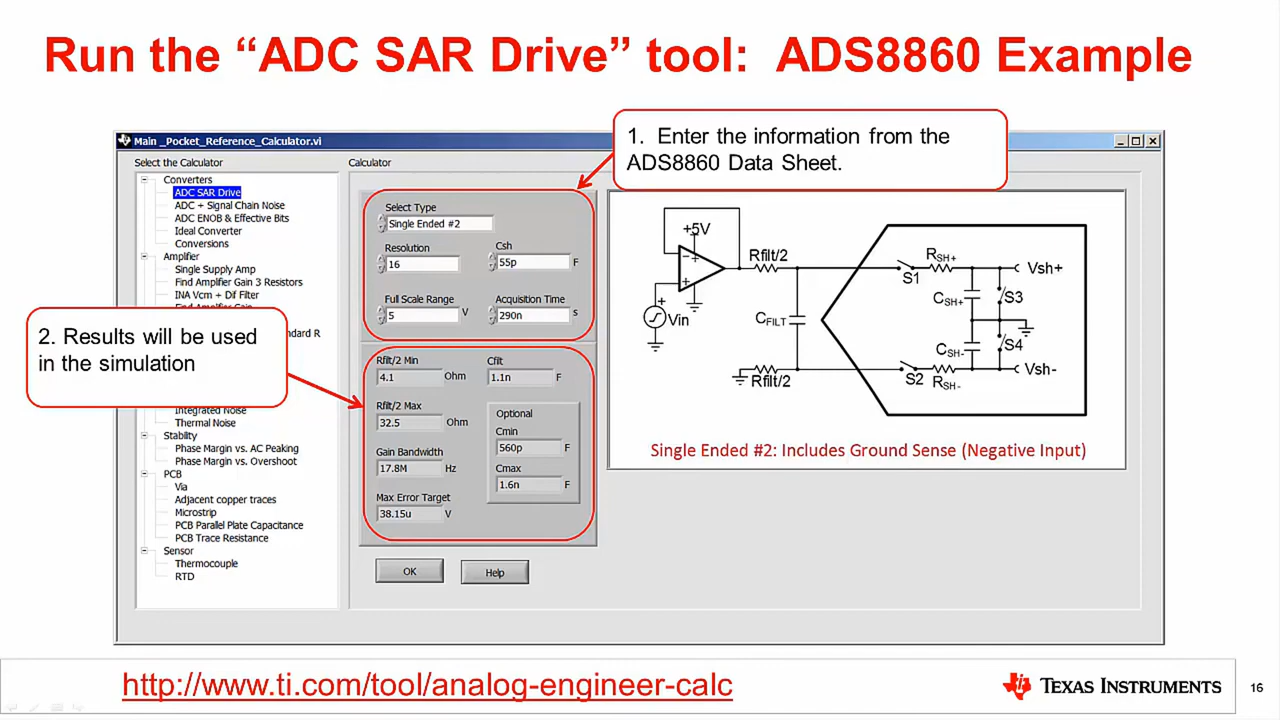 Run the “ADC SAR Drive” tool:  ADS8860 Example
Main _Pocket_Reference_Calculator.vi
1.  Enter the information from the
ADS8860 Data Sheet.
Select the Calculator
Converters
ADC SAR Drive
ADC + Signal Chain Noise
ADC ENOB & Effective Bits
Ideal Converter
Conversions
Amplifier
Single Supply Amp
Find Amplifier Gain 3 Resistors
INA Vcm + Dif Filter
2. Results will be used
in the simulation
Integrated Noise
Thermal Noise
Stability
Phase Margin vs. AC Peaking
Phase Margin vs. Overshoot
PCB
Via
Adjacent copper traces
Microstrip
PCB Parallel Plate Capacitance
PCB Trace Resistance
Sensor
Thermocouple
RTD
Calculator
Select Type
Single Ended #2
Resolution
16
Csh
55p F
Full Scale Range
5 V
Acquisition Time
290n s
Rfilt/2 Min
4.1 Ohm
Cfilt
1.1n F
Rfilt/2 Max
32.5 Ohm
Gain Bandwidth
17.8M Hz
Max Error Target
38.15u V
Optional
Cmin
560p F
Cmax
1.6n F
OK
Help
+5V
Rfilt/2
Vin
CFILT
Rfilt/2
S1
RSH+
Vsh+
CSH+
S3
CSH-
S4
S2
RSH-
Vsh-
Single Ended #2: Includes Ground Sense (Negative Input)
http://www.ti.com/tool/analog-engineer-calc
TEXAS INSTRUMENTS
16